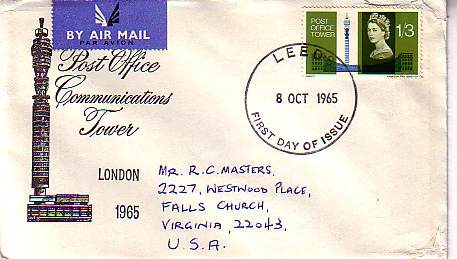 BY AIR MAIL
PAR AVION
Post Office
Communications
Tower
LONDON
1965
POST
OFFICE
TOWER
1/3
LEEDS
8 OCT 1965
FIRST DAY OF ISSUE
MR. R.C. MASTERS,
2227, WESTWOOD PLACE,
FALLS CHURCH,
VIRGINIA, 22043,
U.S.A.